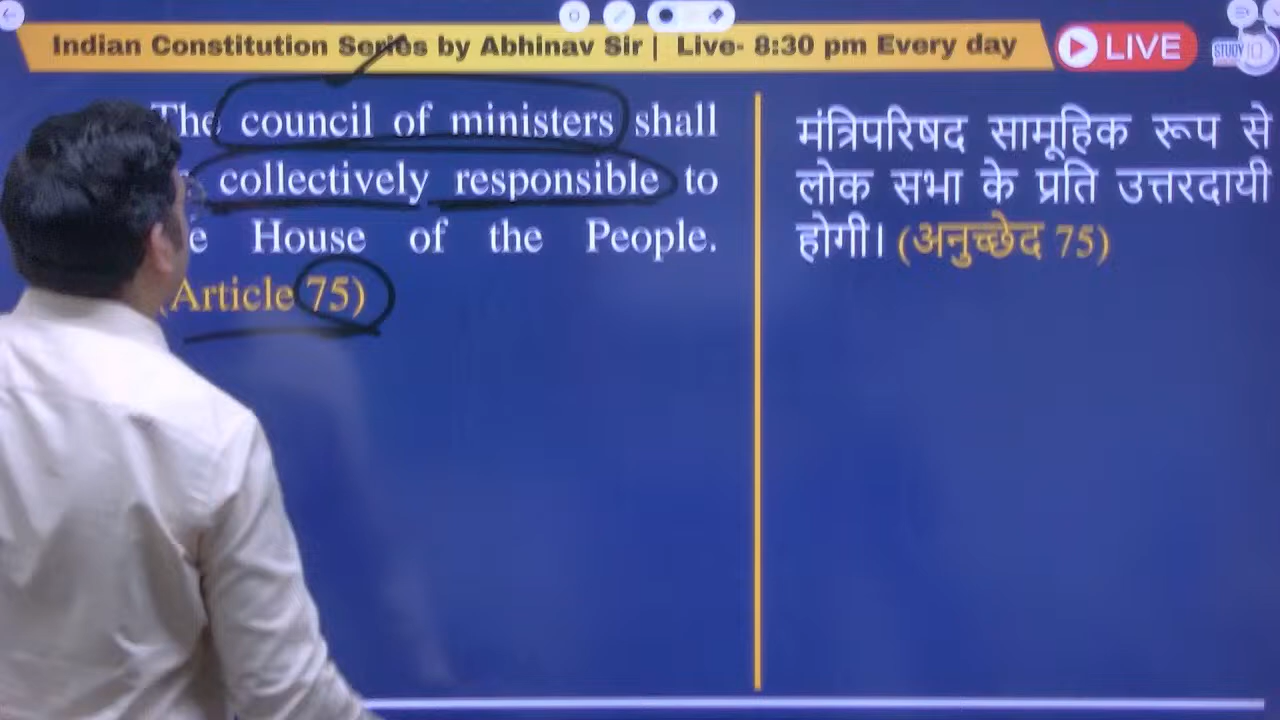 Indian Constitution Series by Abhinav Sir | Live- 8:30 pm Every day
LIVE
STUDY
The council of ministers shall
collectively responsible to
House of the People.
(Article 75)
मंत्रिपरिषद सामूहिक रूप से
लोक सभा के प्रति उत्तरदायी
होगी। (अनुच्छेद 75)